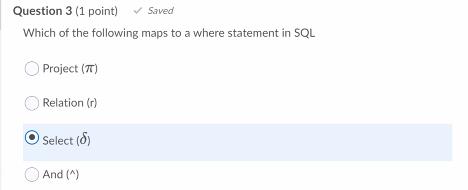 Question 3 (1 point) ✓ Saved
Which of the following maps to a where statement in SQL
Project (π)
Relation (r)
Select (δ)
And (^)